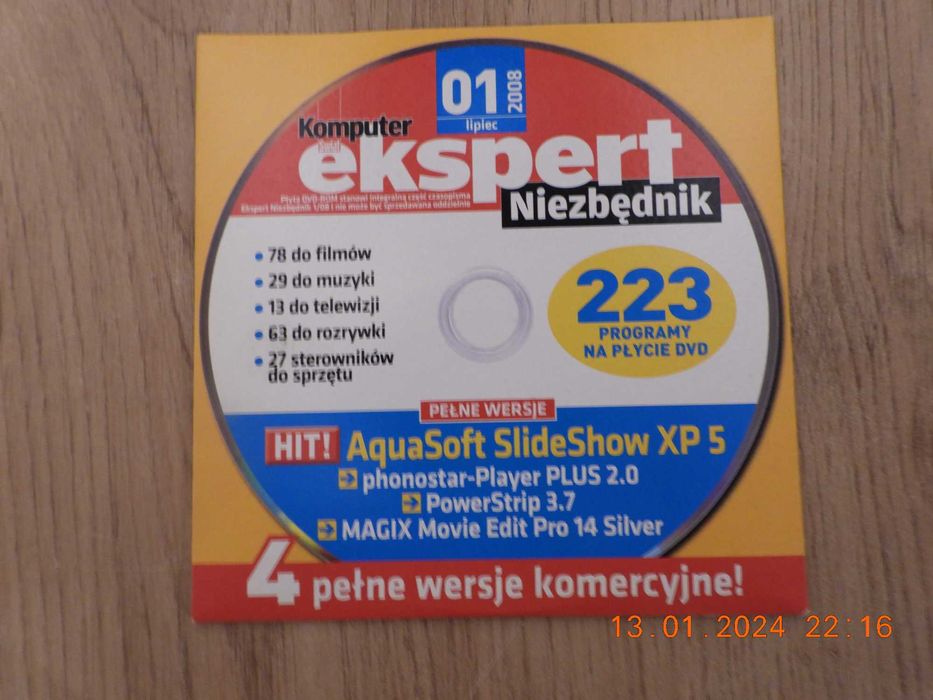 01
2008
lipiec
Komputer
Świat
ekspert
Niezbędnik
Płyta DVD-ROM stanowi integralną część czasopisma
Ekspert Niezbędnik 1/08 i nie może być sprzedawana oddzielnie
• 78 do filmów
• 29 do muzyki
• 13 do telewizji
• 63 do rozrywki
• 27 sterowników
do sprzętu
223
PROGRAMY
NA PŁYCIE DVD
PEŁNE WERSJE
HIT! AquaSoft SlideShow XP 5
phonostar-Player PLUS 2.0
PowerStrip 3.7
MAGIX Movie Edit Pro 14 Silver
4 pełne wersje komercyjne!
13.01.2024 22:16